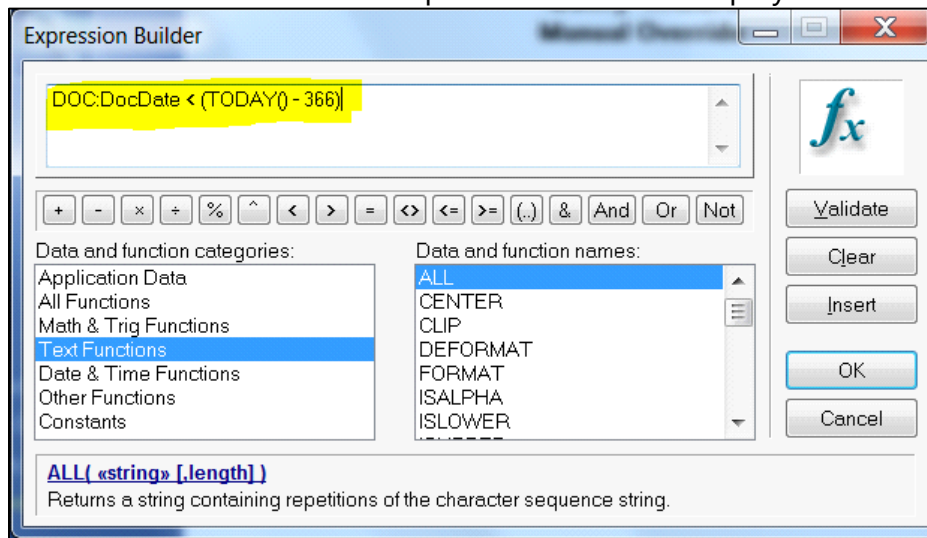 Expression Builder
DOC:DocDate < (TODAY() - 366)
fx
+ - × ÷ % ^ < > = <> <= >= (..) & And Or Not
Validate
Data and function categories:
Data and function names:
Clear
Application Data
ALL
All Functions
CENTER
Insert
Math & Trig Functions
CLIP
Text Functions
DEFORMAT
Date & Time Functions
FORMAT
OK
Other Functions
ISALPHA
Constants
ISLOWER
Cancel
ALL( «string» [,length] )
Returns a string containing repetitions of the character sequence string.